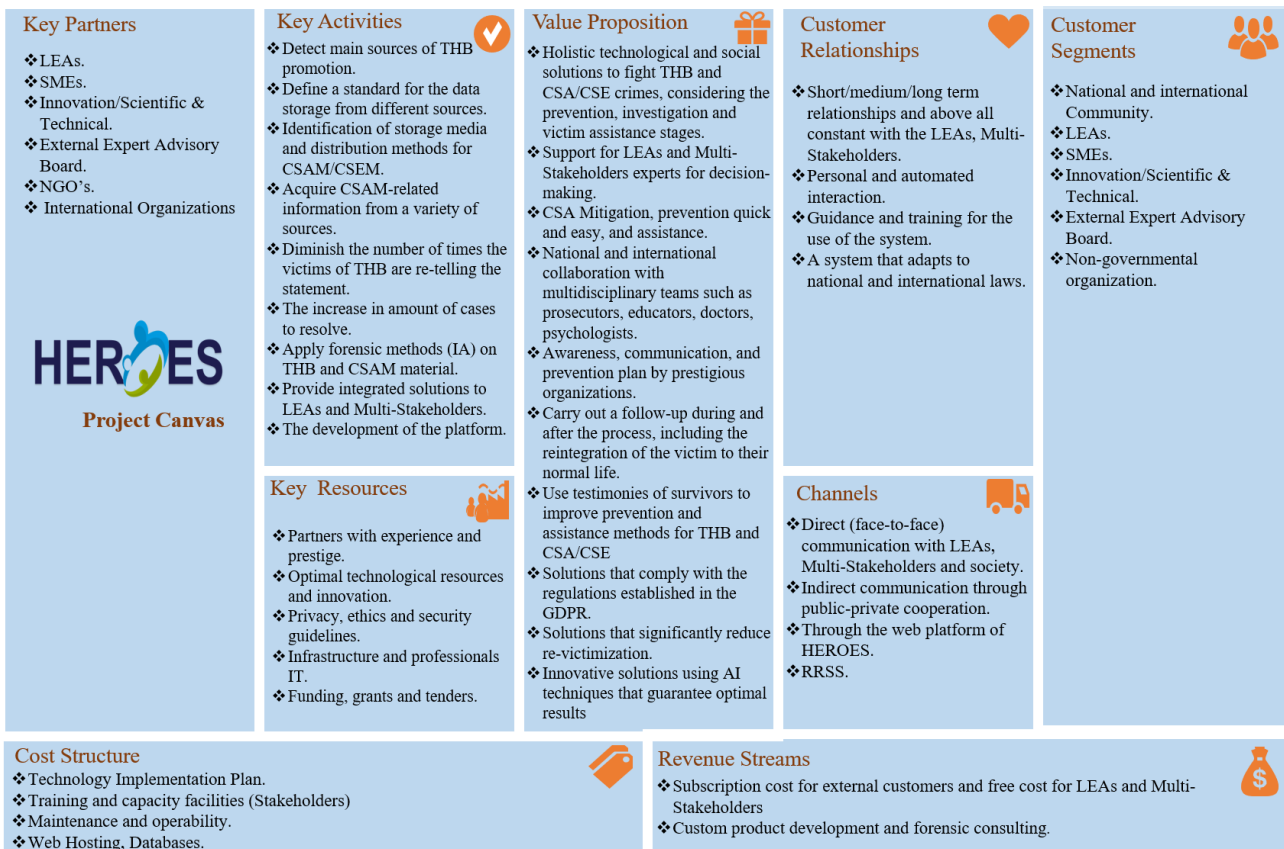 Key Partners
❖LEAs.
❖SMEs.
❖Innovation/Scientific &
Technical.
❖External Expert Advisory
Board.
❖NGO’s.
❖ International Organizations
HEROES
Project Canvas
Key Activities
❖Detect main sources of THB
promotion.
❖Define a standard for the data
storage from different sources.
❖Identification of storage media
and distribution methods for
CSAM/CSEM.
❖Acquire CSAM-related
information from a variety of
sources.
❖Diminish the number of times the
victims of THB are re-telling the
statement.
❖The increase in amount of cases
to resolve.
❖Apply forensic methods (IA) on
THB and CSAM material.
❖Provide integrated solutions to
LEAs and Multi-Stakeholders.
❖The development of the platform.
Key Resources
❖Partners with experience and
prestige.
❖Optimal technological resources
and innovation.
❖Privacy, ethics and security
guidelines.
❖Infrastructure and professionals
IT.
❖Funding, grants and tenders.
Value Proposition
❖Holistic technological and social
solutions to fight THB and
CSA/CSE crimes, considering the
prevention, investigation and
victim assistance stages.
❖Support for LEAs and Multi-
Stakeholders experts for decision-
making.
❖CSA Mitigation, prevention quick
and easy, and assistance.
❖National and international
collaboration with
multidisciplinary teams such as
prosecutors, educators, doctors,
psychologists.
❖Awareness, communication, and
prevention plan by prestigious
organizations.
❖Carry out a follow-up during and
after the process, including the
reintegration of the victim to their
normal life.
❖Use testimonies of survivors to
improve prevention and
assistance methods for THB and
CSA/CSE
❖Solutions that comply with the
regulations established in the
GDPR.
❖Solutions that significantly reduce
re-victimization.
❖Innovative solutions using AI
techniques that guarantee optimal
results
Customer
Relationships
❖Short/medium/long term
relationships and above all
constant with the LEAs, Multi-
Stakeholders.
❖Personal and automated
interaction.
❖Guidance and training for the
use of the system.
❖A system that adapts to
national and international laws.
Channels
❖Direct (face-to-face)
communication with LEAs,
Multi-Stakeholders and society.
❖Indirect communication through
public-private cooperation.
❖Through the web platform of
HEROES.
❖RRSS.
Customer
Segments
❖National and international
Community.
❖LEAs.
❖SMEs.
❖Innovation/Scientific &
Technical.
❖External Expert Advisory
Board.
❖Non-governmental
organization.
Cost Structure
❖Technology Implementation Plan.
❖Training and capacity facilities (Stakeholders)
❖Maintenance and operability.
❖Web Hosting, Databases.
Revenue Streams
❖Subscription cost for external customers and free cost for LEAs and Multi-
Stakeholders
❖Custom product development and forensic consulting.
$